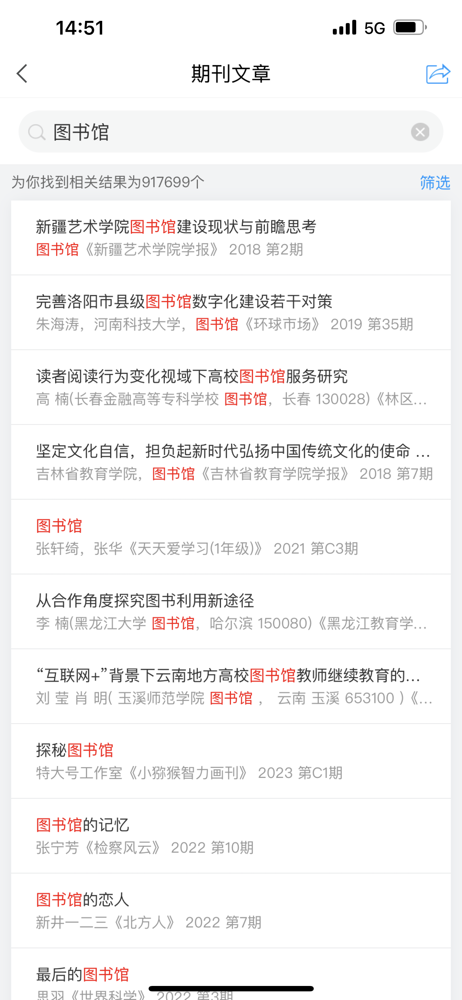 14:51
5G
期刊文章
图书馆
为你找到相关结果为917699个
筛选
新疆艺术学院图书馆建设现状与前瞻思考
图书馆《新疆艺术学院学报》 2018 第2期
完善洛阳市县级图书馆数字化建设若干对策
朱海涛，河南科技大学，图书馆《环球市场》 2019 第35期
读者阅读行为变化视域下高校图书馆服务研究
高 楠(长春金融高等专科学校 图书馆，长春 130028)《林区...
坚定文化自信，担负起新时代弘扬中国传统文化的使命 ...
吉林省教育学院，图书馆《吉林省教育学院学报》 2018 第7期
图书馆
张轩绮，张华《天天爱学习(1年级)》 2021 第C3期
从合作角度探究图书利用新途径
李 楠(黑龙江大学 图书馆，哈尔滨 150080)《黑龙江教育学...
“互联网+”背景下云南地方高校图书馆教师继续教育的...
刘 莹 肖 明( 玉溪师范学院 图书馆 ， 云南 玉溪 653100 )《...
探秘图书馆
特大号工作室《小猕猴智力画刊》 2023 第C1期
图书馆的记忆
张宁芳《检察风云》 2022 第10期
图书馆的恋人
新井一二三《北方人》 2022 第7期
最后的图书馆
思羽《世界科学》 2022 第3期